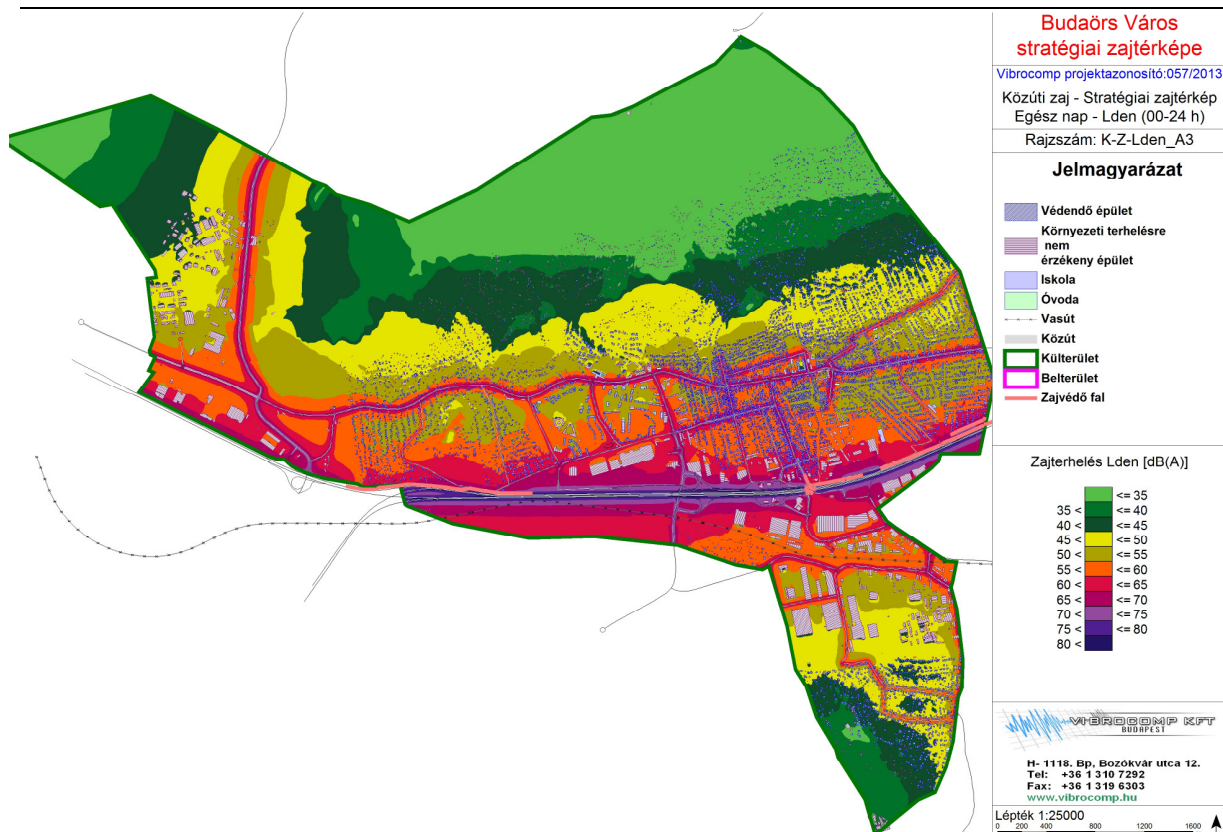 Budaörs Város
stratégiai zajtérképe
Vibrocomp projektazonosító:057/2013
Közúti zaj - Stratégiai zajtérkép
Egész nap - Lden (00-24 h)
Rajzszám: K-Z-Lden_A3
Jelmagyarázat
Védendő épület
Környezeti terhelésre
nem
érzékeny épület
Iskola
Óvoda
Vasút
Közút
Külterület
Belterület
Zajvédő fal
Zajterhelés Lden [dB(A)]
<= 35
35 < <= 40
40 < <= 45
45 < <= 50
50 < <= 55
55 < <= 60
60 < <= 65
65 < <= 70
70 < <= 75
75 < <= 80
80 <
VIBROCOMP KFT
BUDAPEST
H- 1118. Bp, Bozókvár utca 12.
Tel: +36 1 310 7292
Fax: +36 1 319 6303
www.vibrocomp.hu
Lépték 1:25000
0 200 400 800 1200 1600